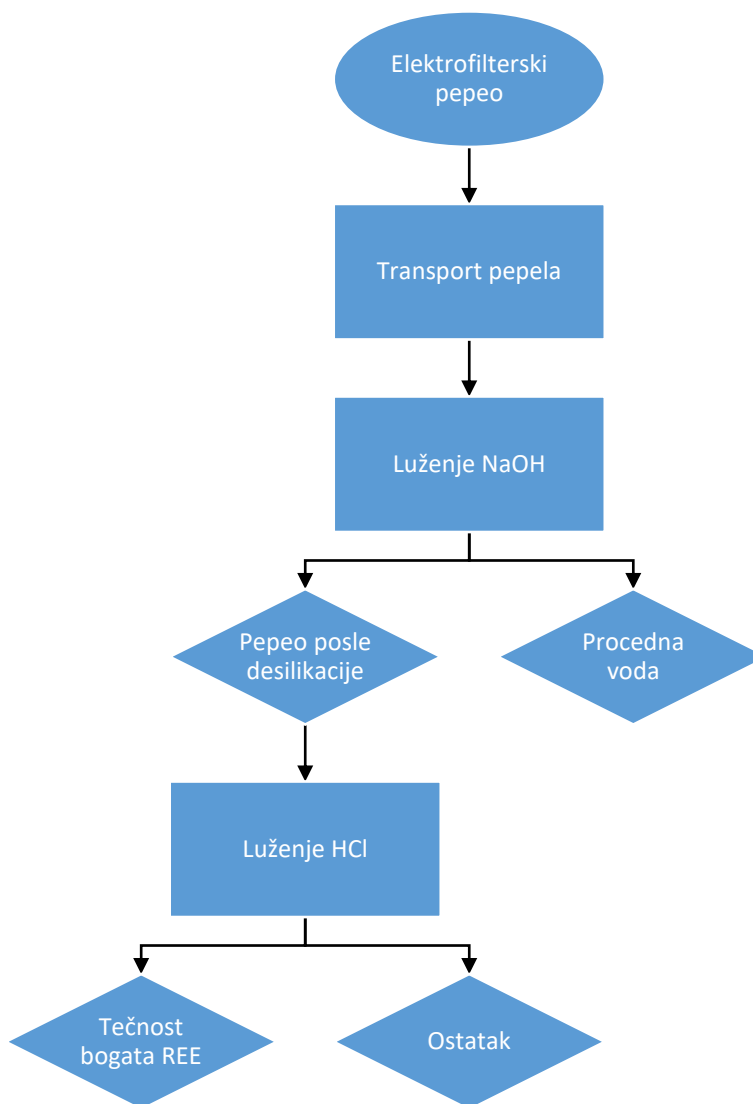 Elektrofilterski
pepeo
Transport pepela
Luženje NaOH
Pepeo posle
desilikacije
Procedna
voda
Luženje HCl
Tečnost
bogata REE
Ostatak